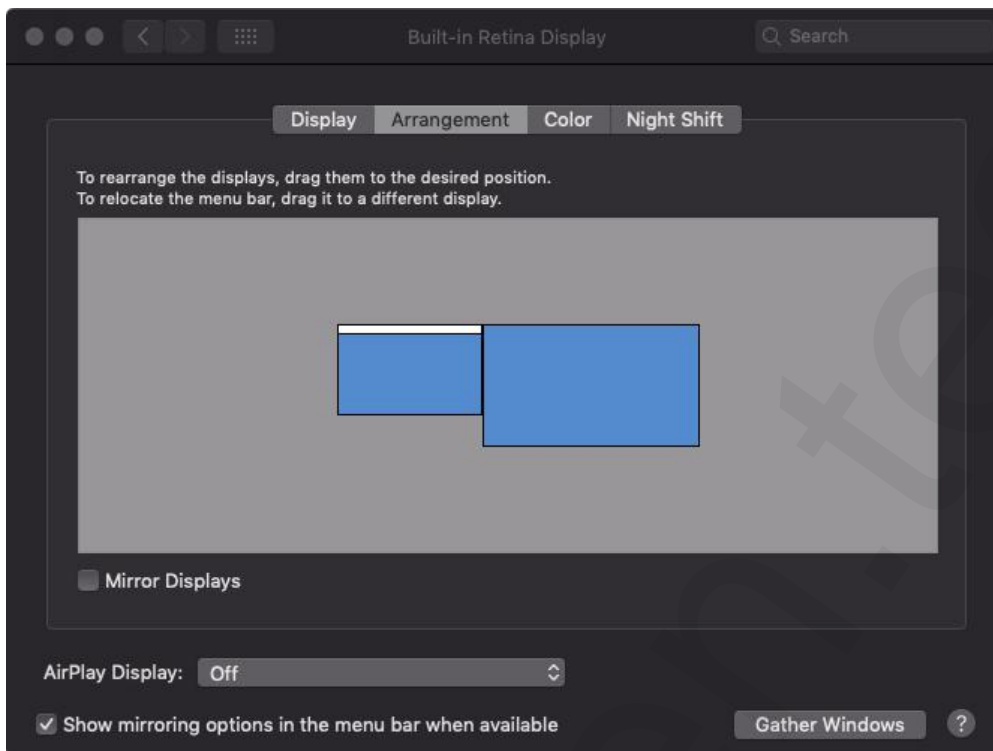 Built-in Retina Display
Search
Display Arrangement Color Night Shift
To rearrange the displays, drag them to the desired position.
To relocate the menu bar, drag it to a different display.
Mirror Displays
AirPlay Display: Off
Show mirroring options in the menu bar when available
Gather Windows ?